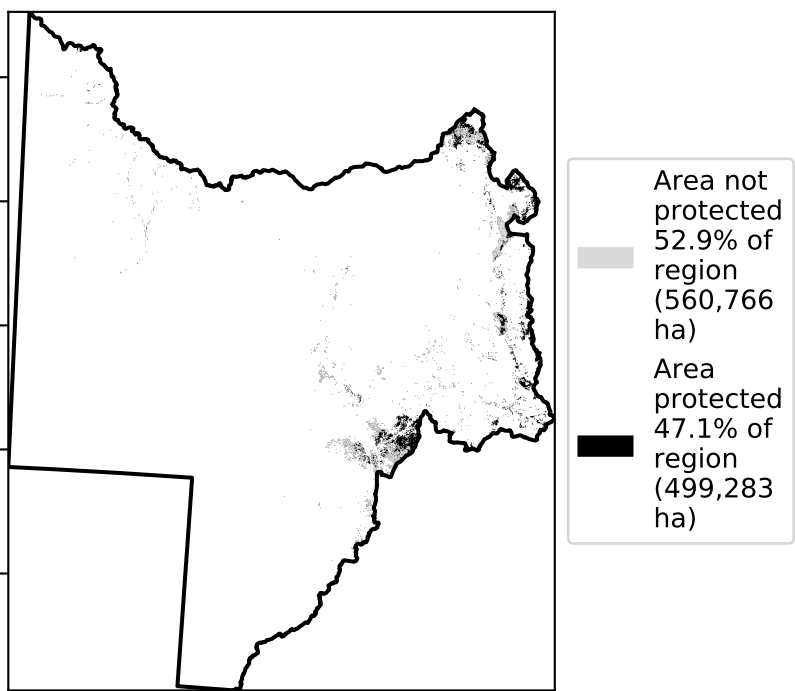 Area not
protected
52.9% of
region
(560,766
ha)
Area
protected
47.1% of
region
(499,283
ha)